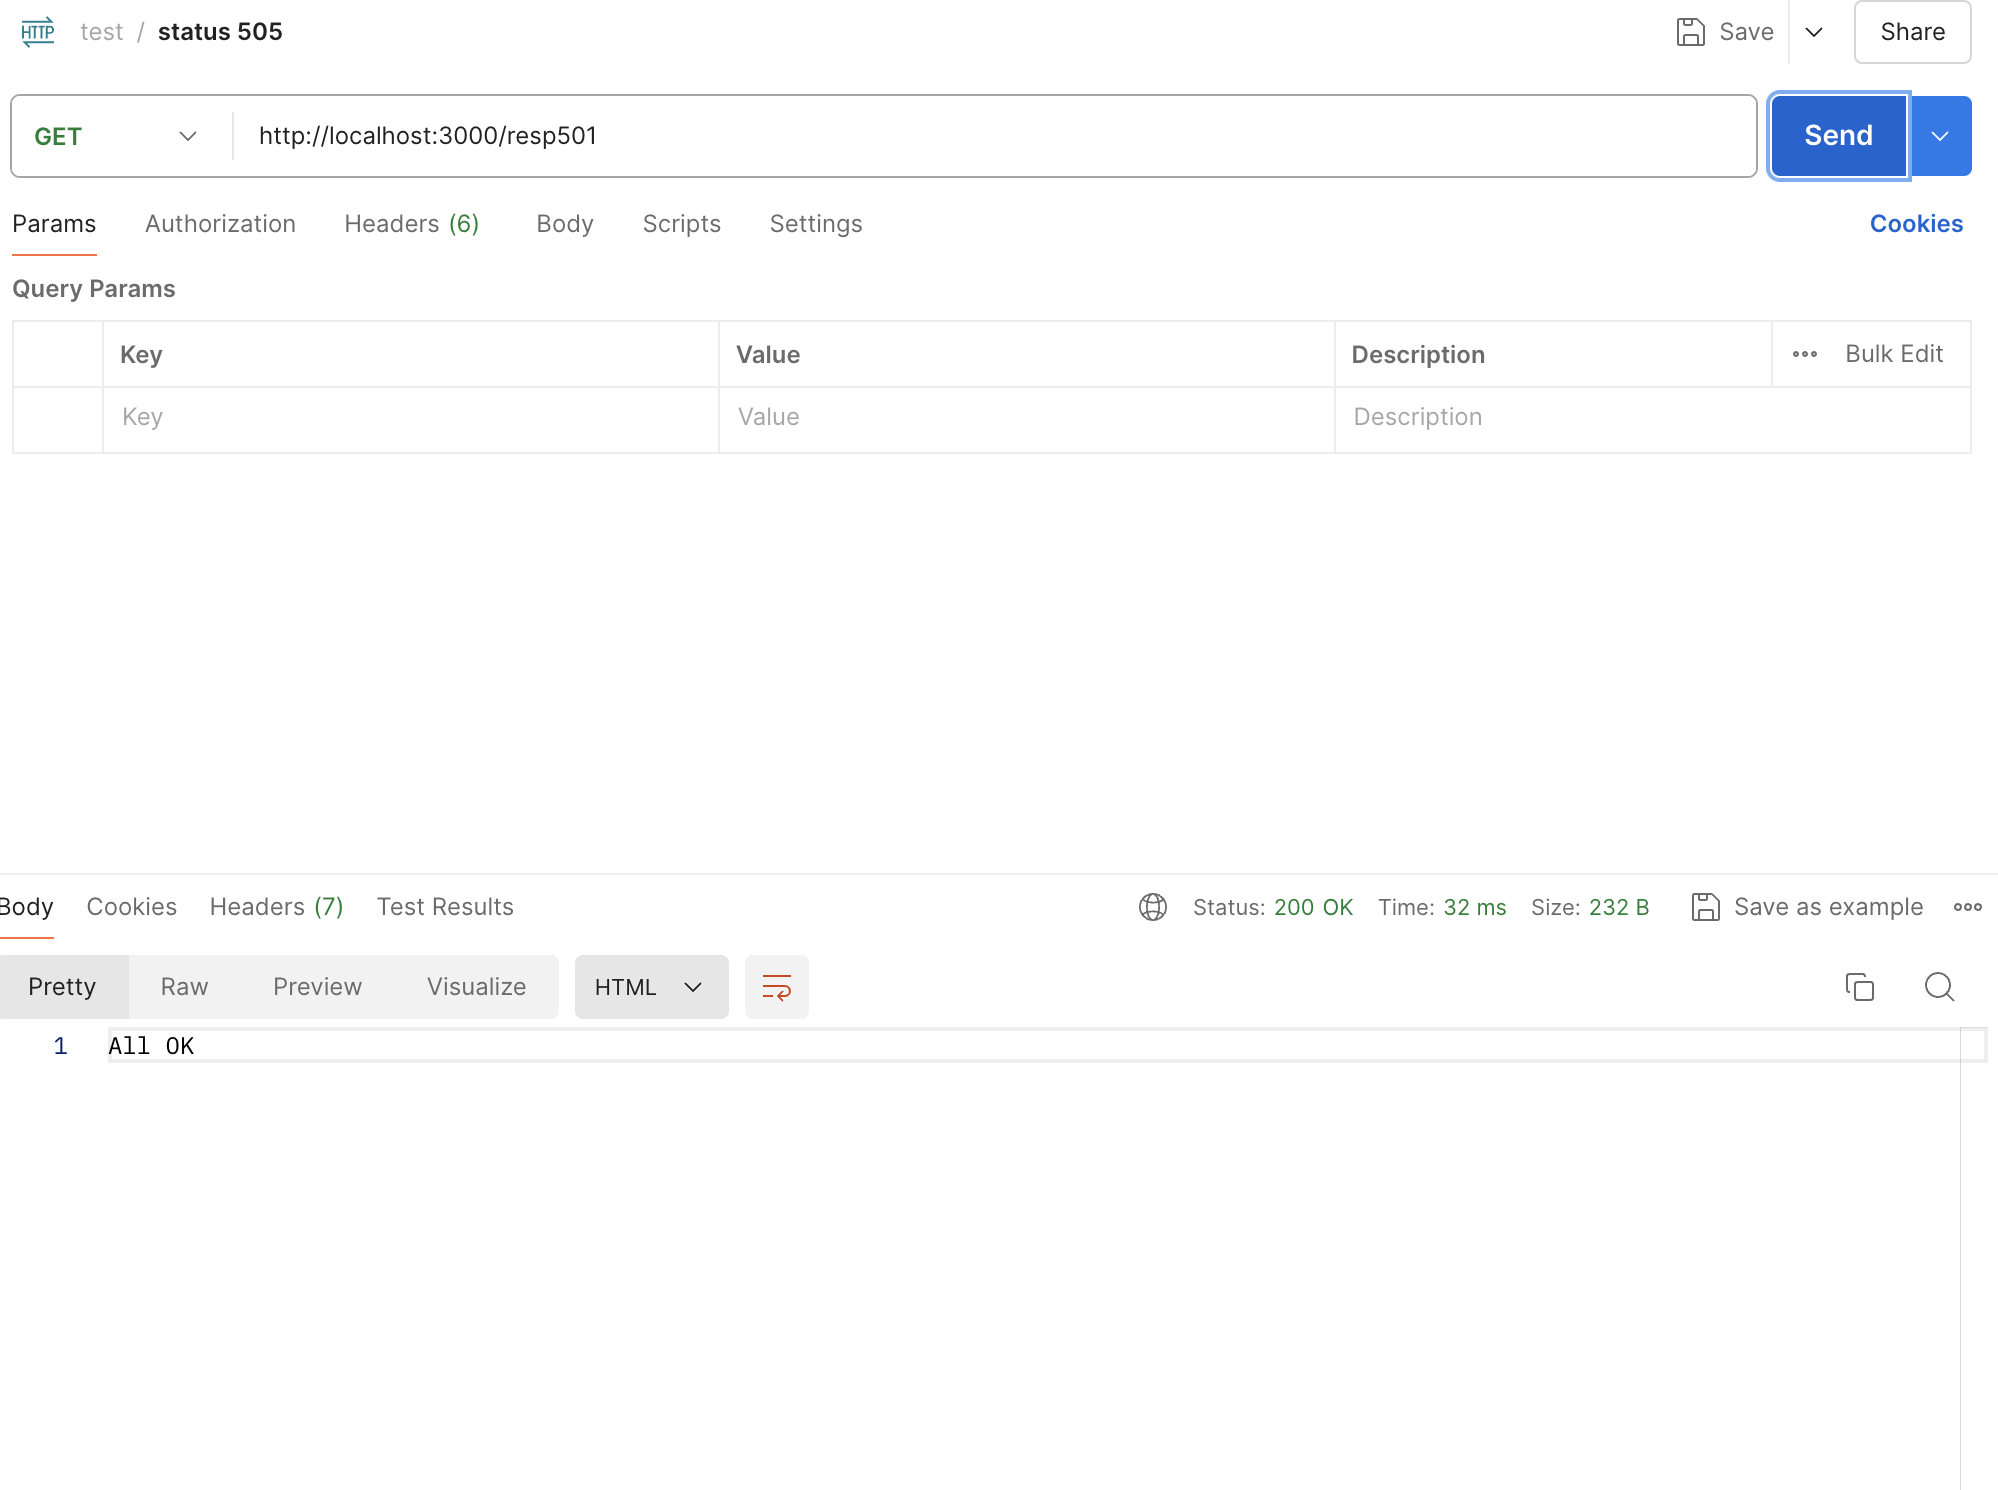 HTTP test / status 505 Save Share
GET http://localhost:3000/resp501 Send
Params Authorization Headers (6) Body Scripts Settings Cookies
Query Params
Key Value Description Bulk Edit
Key Value Description
Body Cookies Headers (7) Test Results Status: 200 OK Time: 32 ms Size: 232 B Save as example
Pretty Raw Preview Visualize HTML
1 All OK